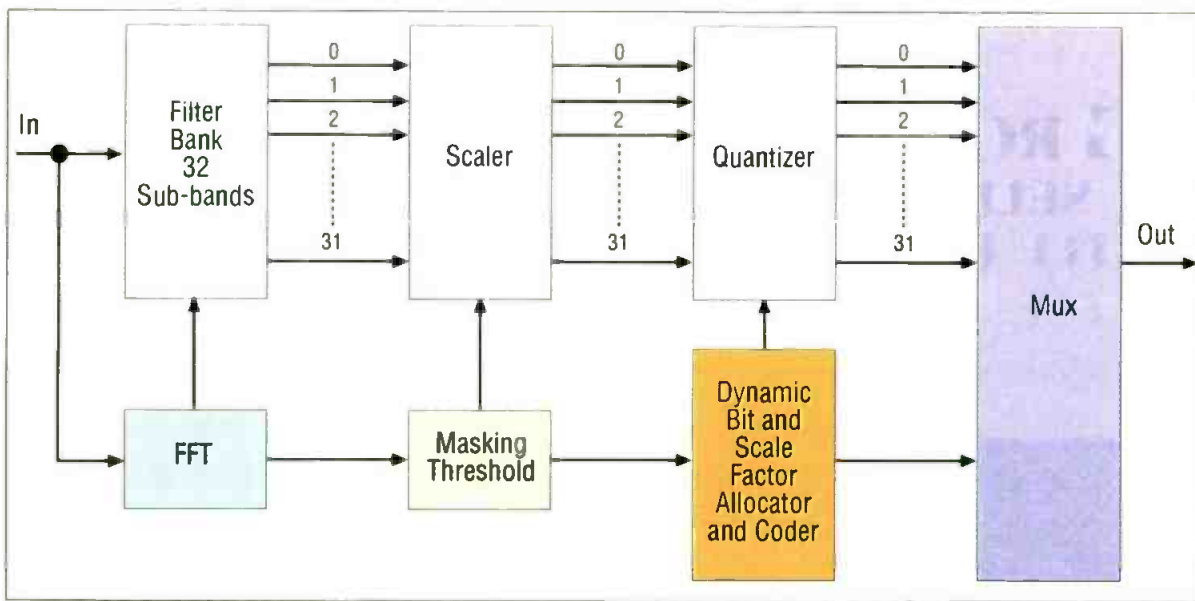 In
Filter
Bank
32
Sub-bands
0
1
2
31
Scaler
0
1
2
31
Quantizer
0
1
2
31
Mux
Out
FFT
Masking
Threshold
Dynamic
Bit and
Scale
Factor
Allocator
and Coder